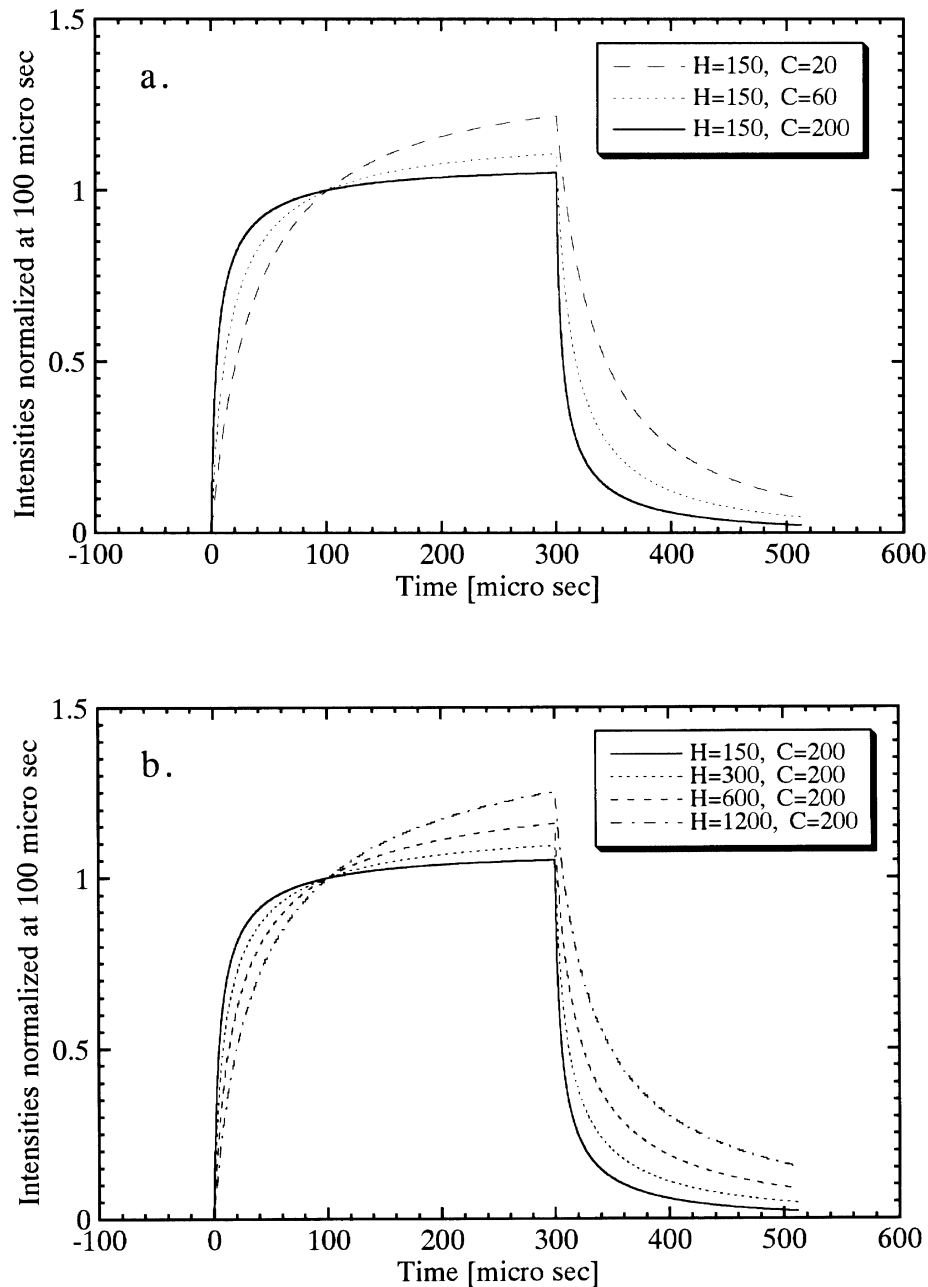 1.5
a.
H=150, C=20
H=150, C=60
H=150, C=200
1
0.5
0
Intensities normalized at 100 micro sec
-100 0 100 200 300 400 500 600
Time [micro sec]
1.5
b.
H=150, C=200
H=300, C=200
H=600, C=200
H=1200, C=200
1
0.5
0
Intensities normalized at 100 micro sec
-100 0 100 200 300 400 500 600
Time [micro sec]